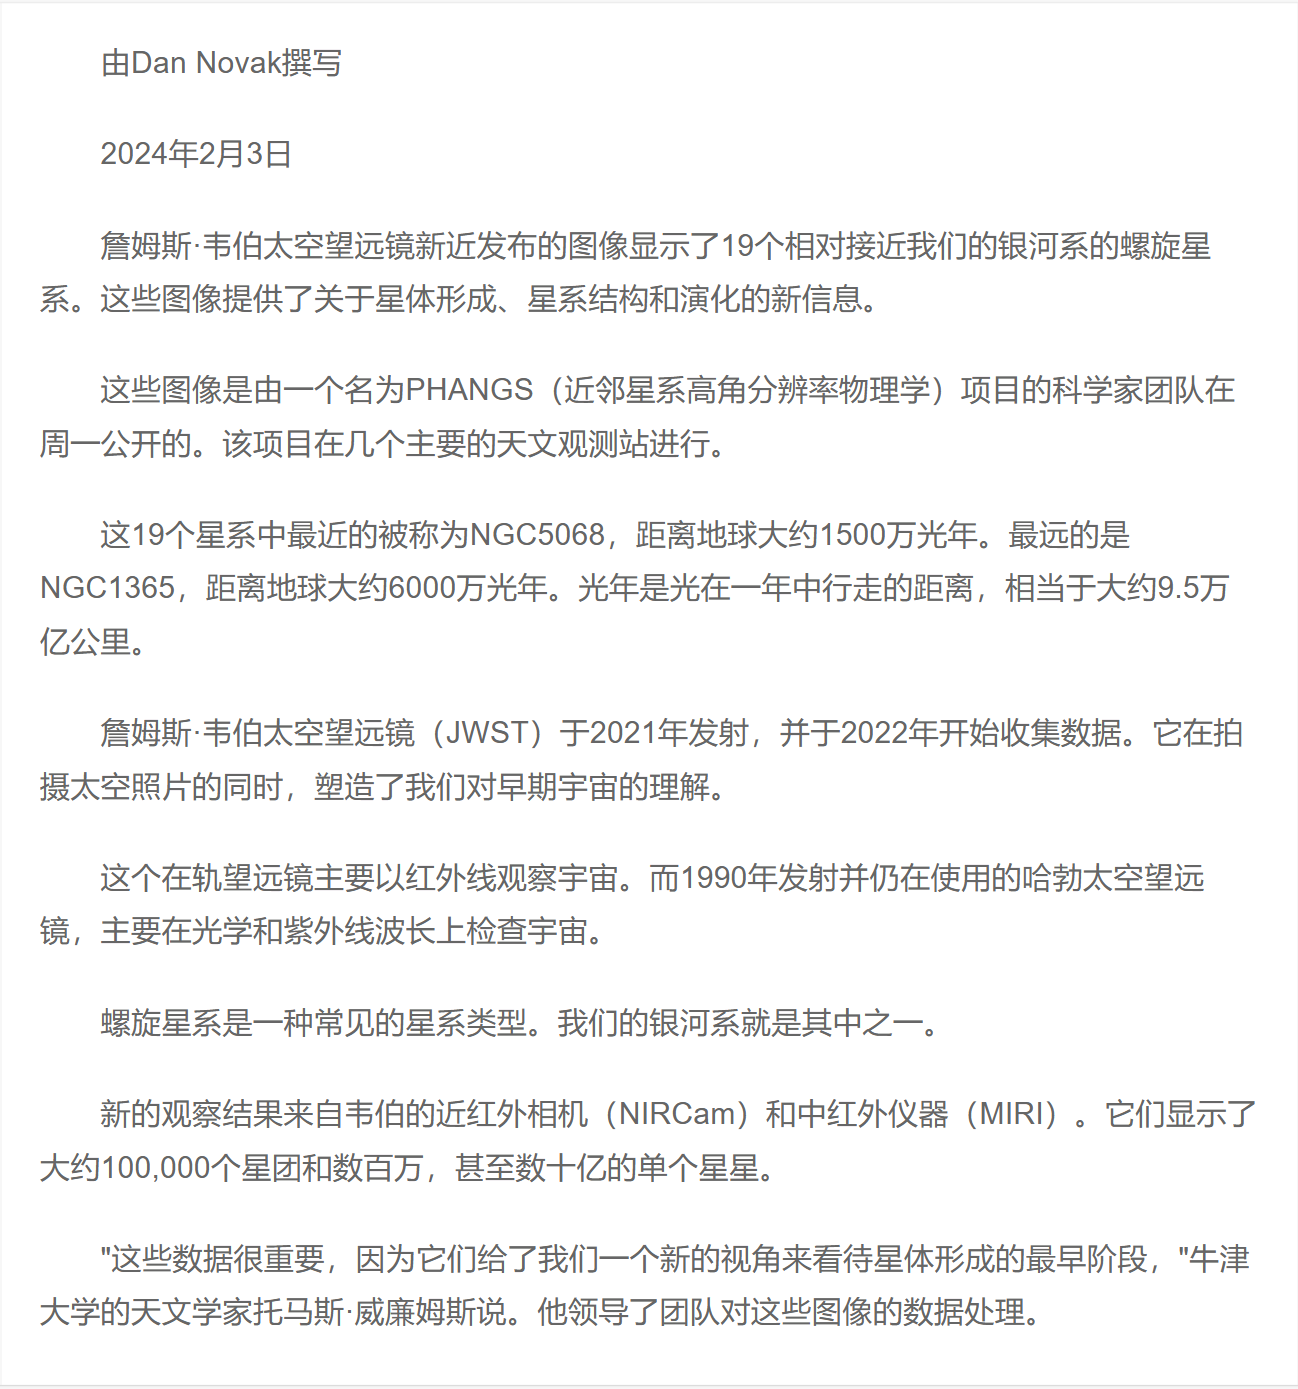 由Dan Novak撰写
2024年2月3日
詹姆斯·韦伯太空望远镜新近发布的图像显示了19个相对接近我们的银河系的螺旋星
系。这些图像提供了关于星体形成、星系结构和演化的新信息。
这些图像是由一个名为PHANGS（近邻星系高角分辨率物理学）项目的科学家团队在
周一公开的。该项目在几个主要的天文观测站进行。
这19个星系中最近的被称为NGC5068，距离地球大约1500万光年。最远的是
NGC1365，距离地球大约6000万光年。光年是光在一年中行走的距离，相当于大约9.5万
亿公里。
詹姆斯·韦伯太空望远镜（JWST）于2021年发射，并于2022年开始收集数据。它在拍
摄太空照片的同时，塑造了我们对早期宇宙的理解。
这个在轨望远镜主要以红外线观察宇宙。而1990年发射并仍在使用的哈勃太空望远
镜，主要在光学和紫外线波长上检查宇宙。
螺旋星系是一种常见的星系类型。我们的银河系就是其中之一。
新的观察结果来自韦伯的近红外相机（NIRCam）和中红外仪器（MIRI）。它们显示了
大约100,000个星团和数百万，甚至数十亿的单个星星。
"这些数据很重要，因为它们给了我们一个新的视角来看待星体形成的最早阶段，"牛津
大学的天文学家托马斯·威廉姆斯说。他领导了团队对这些图像的数据处理。